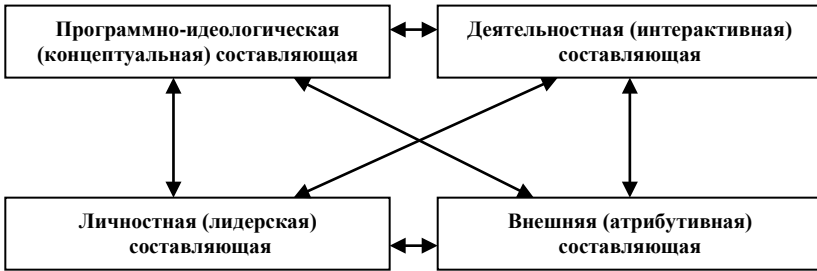 Программно-идеологическая
(концептуальная) составляющая
Деятельностная (интерактивная)
составляющая
Личностная (лидерская)
составляющая
Внешняя (атрибутивная)
составляющая